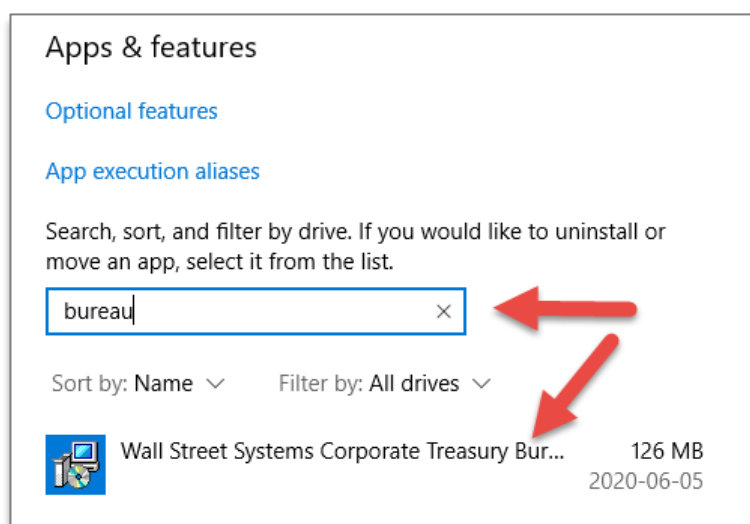 Apps & features
Optional features
App execution aliases
Search, sort, and filter by drive. If you would like to uninstall or
move an app, select it from the list.
bureau
Sort by: Name Filter by: All drives
Wall Street Systems Corporate Treasury Bur... 126 MB
2020-06-05